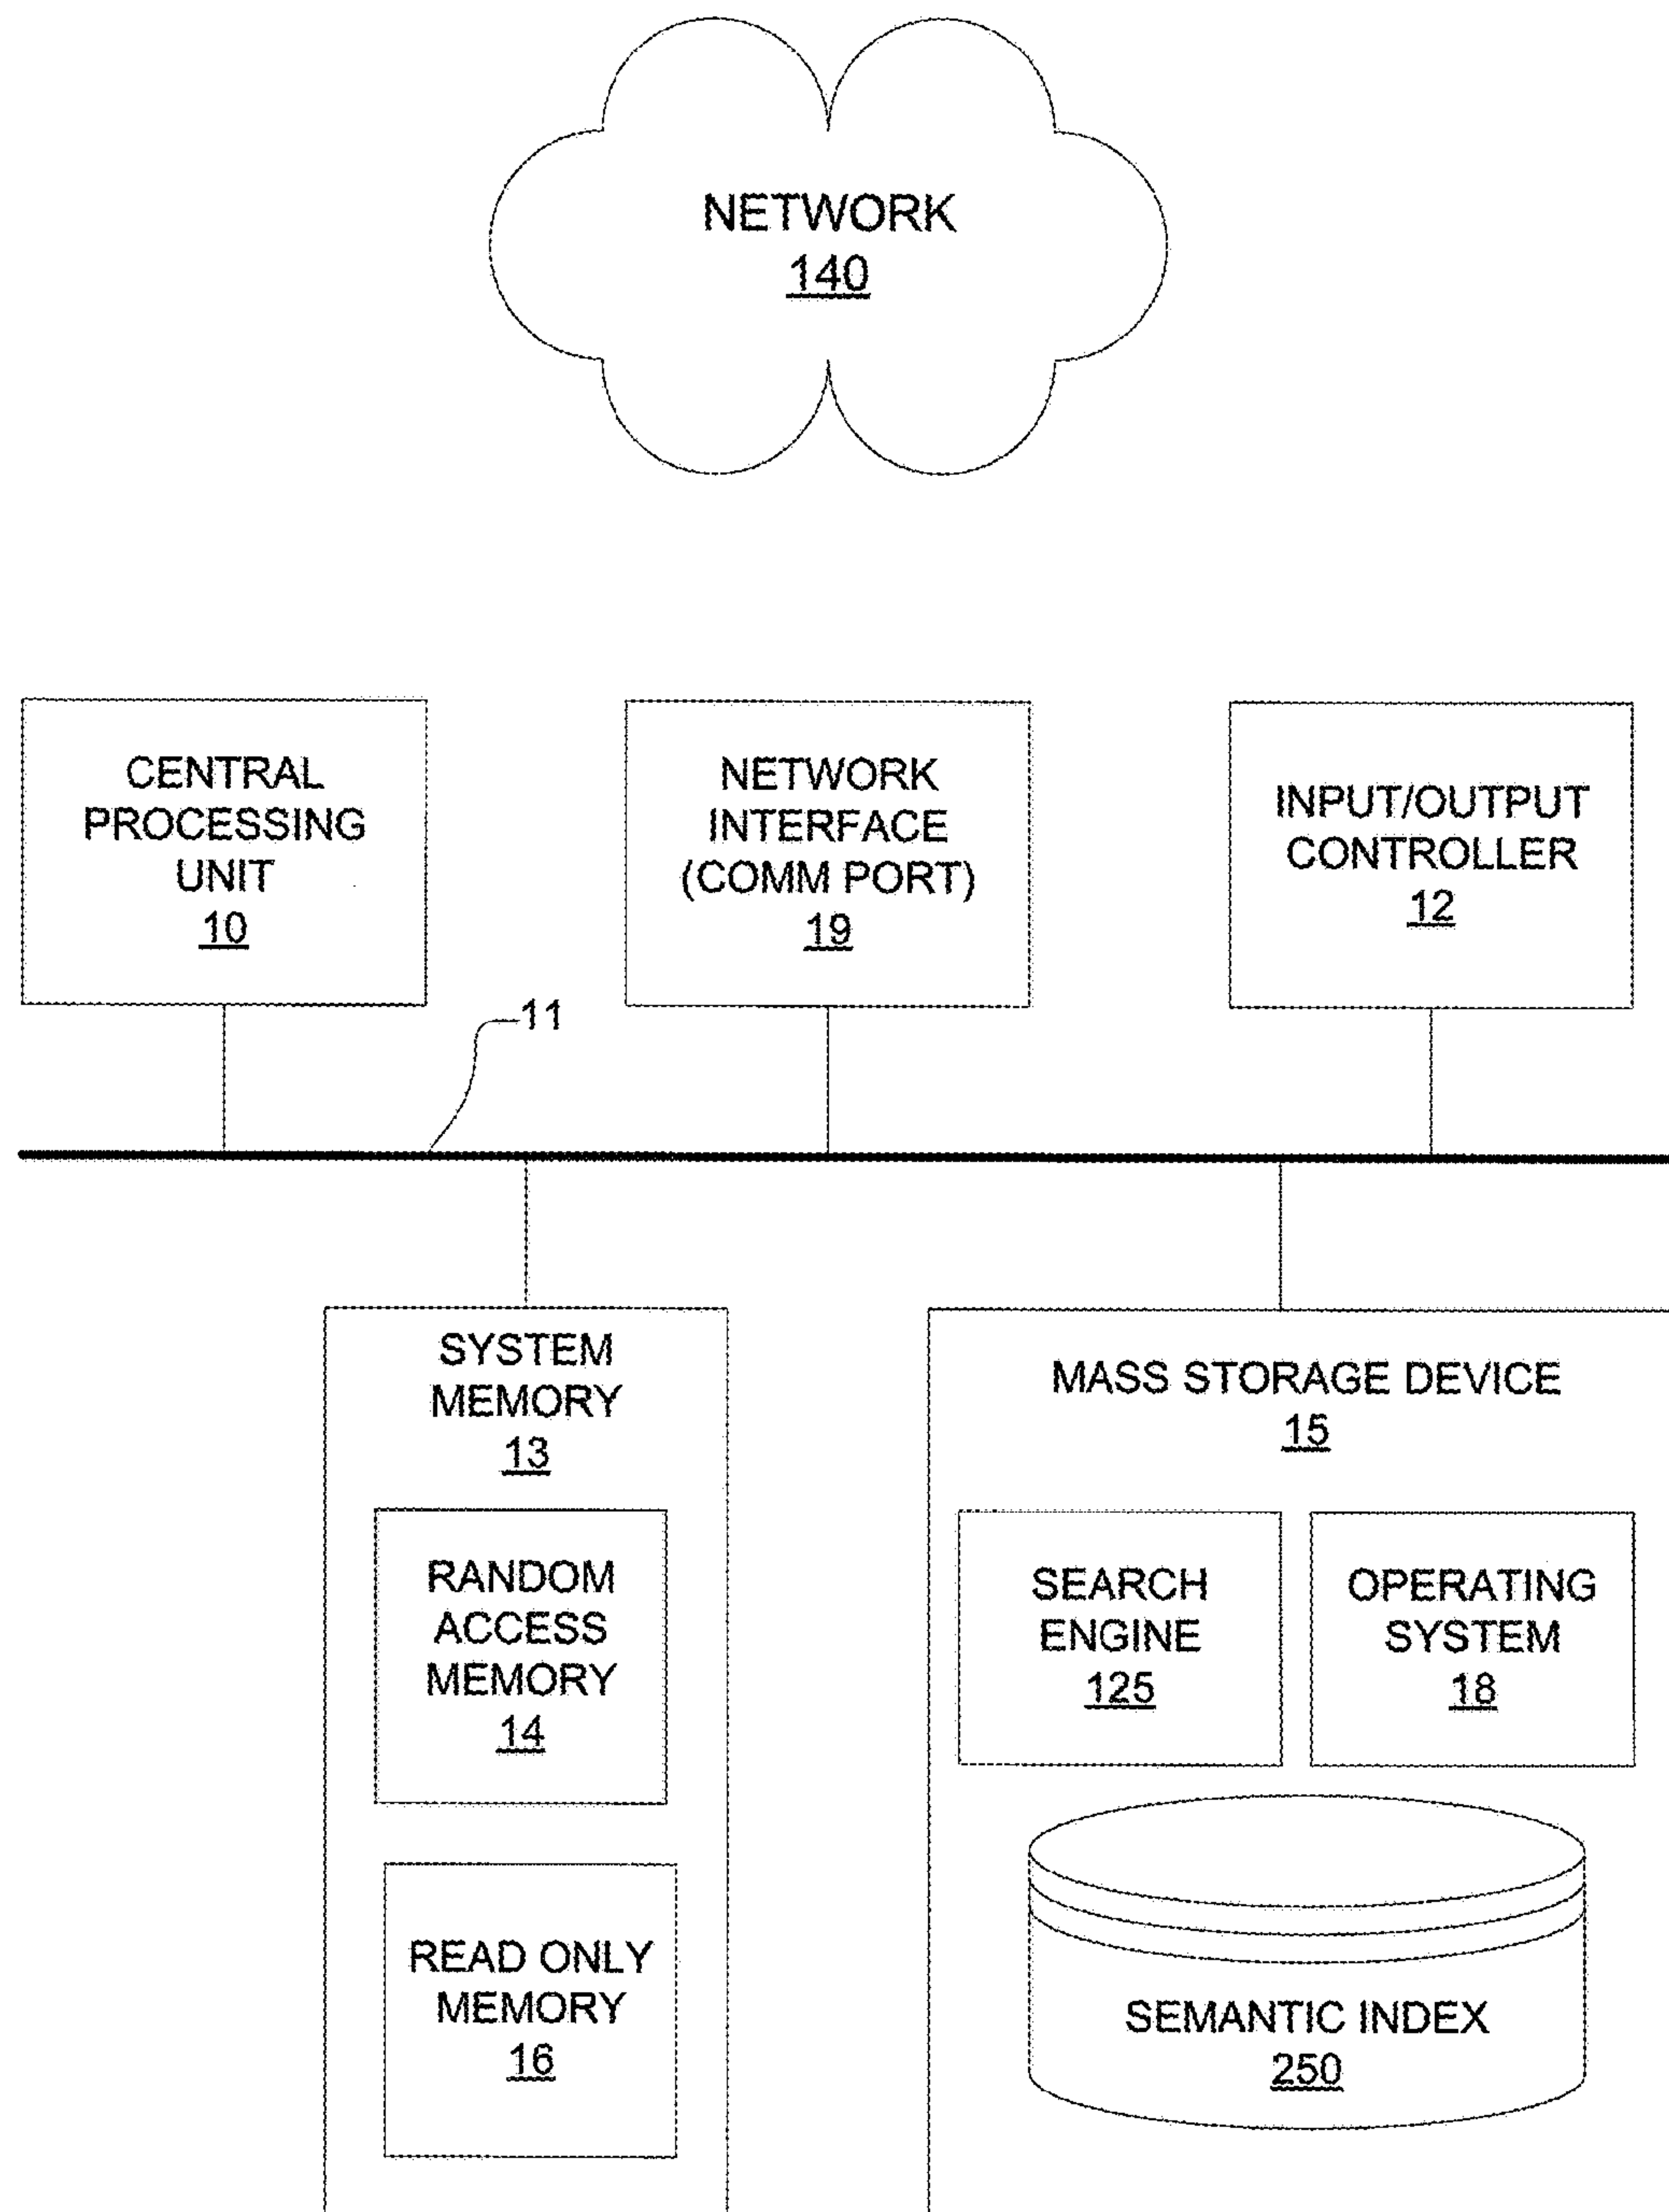 NETWORK
140
CENTRAL
PROCESSING
UNIT
10
NETWORK
INTERFACE
(COMM PORT)
19
INPUT/OUTPUT
CONTROLLER
12
11
SYSTEM
MEMORY
13
RANDOM
ACCESS
MEMORY
14
READ ONLY
MEMORY
16
MASS STORAGE DEVICE
15
SEARCH
ENGINE
125
OPERATING
SYSTEM
18
SEMANTIC INDEX
250